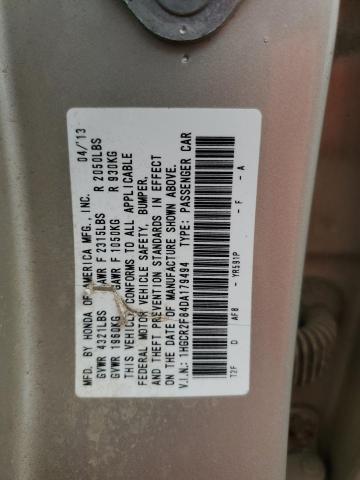 MFD. BY HONDA OF AMERICA MFG., INC. 04/13
GVWR 4321LBS GAWR F 2315LBS R 2050LBS
GVWR 1960KG GAWR F 1050KG R 930KG
THIS VEHICLE CONFORMS TO ALL APPLICABLE
FEDERAL MOTOR VEHICLE SAFETY, BUMPER,
AND THEFT PREVENTION STANDARDS IN EFFECT
ON THE DATE OF MANUFACTURE SHOWN ABOVE.
V.I.N.: 1HGCR2F84DA179494 TYPE: PASSENGER CAR
T2F D AF8 - YR591P - F - A